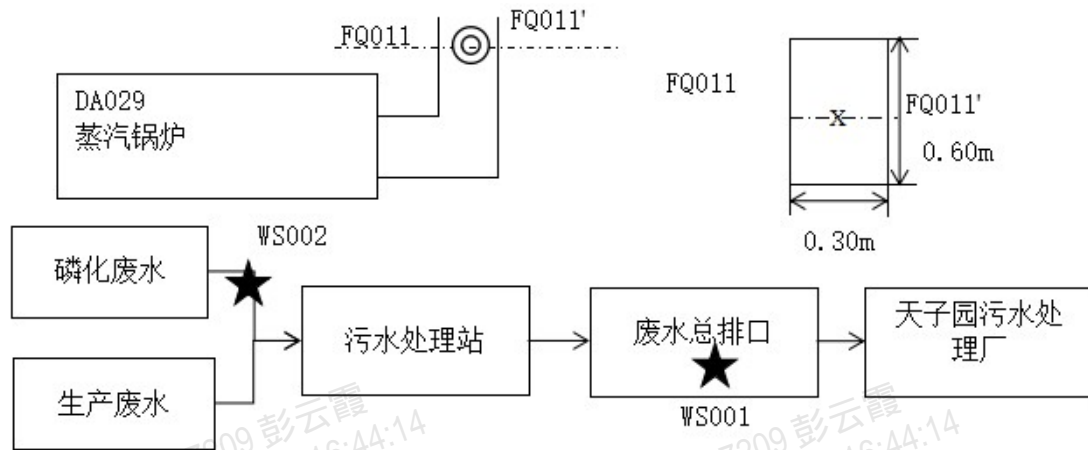 FQ011
FQ011'
DA029
蒸汽锅炉
FQ011
X
FQ011'
0.60m
0.30m
WS002
磷化废水
污水处理站
废水总排口
天子园污水处
理厂
生产废水
WS001
7209 彭云霞
16:44:14
7209 彭云霞
16:44:14